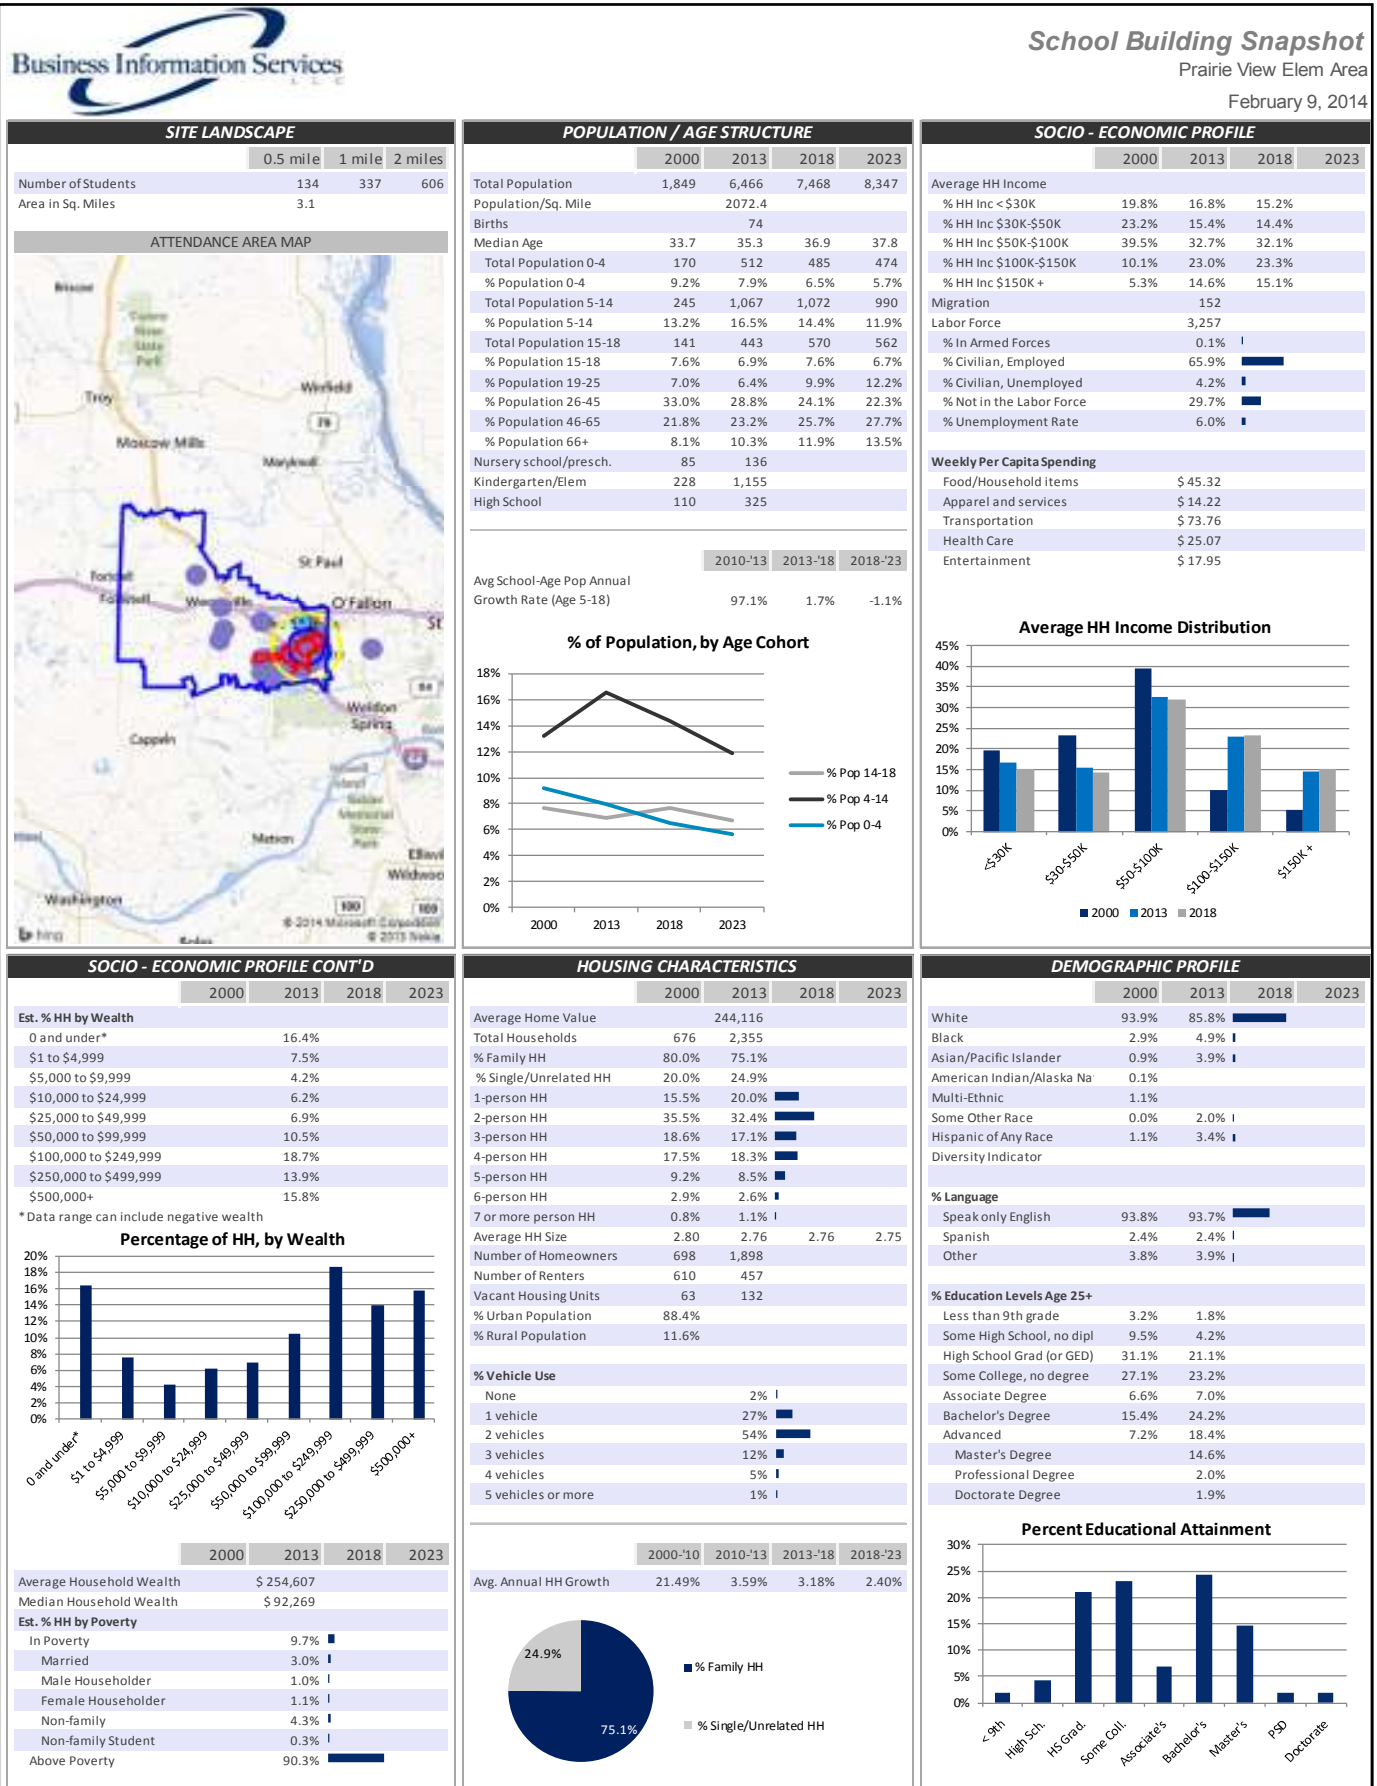 Business Information Services
L L C
School Building Snapshot
Prairie View Elem Area
February 9, 2014
SITE LANDSCAPE
0.5 mile 1 mile 2 miles
Number of Students 134 337 606
Area in Sq. Miles 3.1
ATTENDANCE AREA MAP
Briscoe
Cuivre
River
State
Park
Troy
Winfield
79
Moscow Mills
St Paul
Foristell
O'Fallon
St
94
Weldon
Spring
Cappeln
Matson
Washington
100
100
© 2014 Microsoft Corporation
© 2013 Nokia
bing
POPULATION / AGE STRUCTURE
2000 2013 2018 2023
Total Population 1,849 6,466 7,468 8,347
Population/Sq. Mile 2072.4
Births 74
Median Age 33.7 35.3 36.9 37.8
Total Population 0-4 170 512 485 474
% Population 0-4 9.2% 7.9% 6.5% 5.7%
Total Population 5-14 245 1,067 1,072 990
% Population 5-14 13.2% 16.5% 14.4% 11.9%
Total Population 15-18 141 443 570 562
% Population 15-18 7.6% 6.9% 7.6% 6.7%
% Population 19-25 7.0% 6.4% 9.9% 12.2%
% Population 26-45 33.0% 28.8% 24.1% 22.3%
% Population 46-65 21.8% 23.2% 25.7% 27.7%
% Population 66+ 8.1% 10.3% 11.9% 13.5%
Nursery school/presch. 85 136
Kindergarten/Elem 228 1,155
High School 110 325
2010-'13 2013-'18 2018-'23
Avg School-Age Pop Annual
Growth Rate (Age 5-18) 97.1% 1.7% -1.1%
% of Population, by Age Cohort
18%
16%
14%
12%
10%
8%
6%
4%
2%
0%
2000 2013 2018 2023
% Pop 14-18
% Pop 4-14
% Pop 0-4
SOCIO - ECONOMIC PROFILE
2000 2013 2018 2023
Average HH Income
% HH Inc <$30K 19.8% 16.8% 15.2%
% HH Inc $30K-$50K 23.2% 15.4% 14.4%
% HH Inc $50K-$100K 39.5% 32.7% 32.1%
% HH Inc $100K-$150K 10.1% 23.0% 23.3%
% HH Inc $150K + 5.3% 14.6% 15.1%
Migration 152
Labor Force 3,257
% In Armed Forces 0.1%
% Civilian, Employed 65.9%
% Civilian, Unemployed 4.2%
% Not in the Labor Force 29.7%
% Unemployment Rate 6.0%
Weekly Per Capita Spending
Food/Household items $ 45.32
Apparel and services $ 14.22
Transportation $ 73.76
Health Care $ 25.07
Entertainment $ 17.95
Average HH Income Distribution
45%
40%
35%
30%
25%
20%
15%
10%
5%
0%
<$30K $30-$50K $50-$100K $100-$150K $150K +
2000 2013 2018
SOCIO - ECONOMIC PROFILE CONT'D
2000 2013 2018 2023
Est. % HH by Wealth
0 and under* 16.4%
$1 to $4,999 7.5%
$5,000 to $9,999 4.2%
$10,000 to $24,999 6.2%
$25,000 to $49,999 6.9%
$50,000 to $99,999 10.5%
$100,000 to $249,999 18.7%
$250,000 to $499,999 13.9%
$500,000+ 15.8%
* Data range can include negative wealth
Percentage of HH, by Wealth
20%
18%
16%
14%
12%
10%
8%
6%
4%
2%
0%
0 and under* $1 to $4,999 $5,000 to $9,999 $10,000 to $24,999 $25,000 to $49,999 $50,000 to $99,999 $100,000 to $249,999 $250,000 to $499,999 $500,000+
2000 2013 2018 2023
Average Household Wealth $ 254,607
Median Household Wealth $ 92,269
Est. % HH by Poverty
In Poverty 9.7%
Married 3.0%
Male Householder 1.0%
Female Householder 1.1%
Non-family 4.3%
Non-family Student 0.3%
Above Poverty 90.3%
HOUSING CHARACTERISTICS
2000 2013 2018 2023
Average Home Value 244,116
Total Households 676 2,355
% Family HH 80.0% 75.1%
% Single/Unrelated HH 20.0% 24.9%
1-person HH 15.5% 20.0%
2-person HH 35.5% 32.4%
3-person HH 18.6% 17.1%
4-person HH 17.5% 18.3%
5-person HH 9.2% 8.5%
6-person HH 2.9% 2.6%
7 or more person HH 0.8% 1.1%
Average HH Size 2.80 2.76 2.76 2.75
Number of Homeowners 698 1,898
Number of Renters 610 457
Vacant Housing Units 63 132
% Urban Population 88.4%
% Rural Population 11.6%
% Vehicle Use
None 2%
1 vehicle 27%
2 vehicles 54%
3 vehicles 12%
4 vehicles 5%
5 vehicles or more 1%
2000-'10 2010-'13 2013-'18 2018-'23
Avg. Annual HH Growth 21.49% 3.59% 3.18% 2.40%
24.9%
75.1%
% Family HH
% Single/Unrelated HH
DEMOGRAPHIC PROFILE
2000 2013 2018 2023
White 93.9% 85.8%
Black 2.9% 4.9%
Asian/Pacific Islander 0.9% 3.9%
American Indian/Alaska Na 0.1%
Multi-Ethnic 1.1%
Some Other Race 0.0% 2.0%
Hispanic of Any Race 1.1% 3.4%
Diversity Indicator
% Language
Speak only English 93.8% 93.7%
Spanish 2.4% 2.4%
Other 3.8% 3.9%
% Education Levels Age 25+
Less than 9th grade 3.2% 1.8%
Some High School, no dipl 9.5% 4.2%
High School Grad (or GED) 31.1% 21.1%
Some College, no degree 27.1% 23.2%
Associate Degree 6.6% 7.0%
Bachelor's Degree 15.4% 24.2%
Advanced 7.2% 18.4%
Master's Degree 14.6%
Professional Degree 2.0%
Doctorate Degree 1.9%
Percent Educational Attainment
30%
25%
20%
15%
10%
5%
0%
< 9th High Sch. HS Grad. Some Coll. Associate's Bachelor's Master's PSD Doctorate